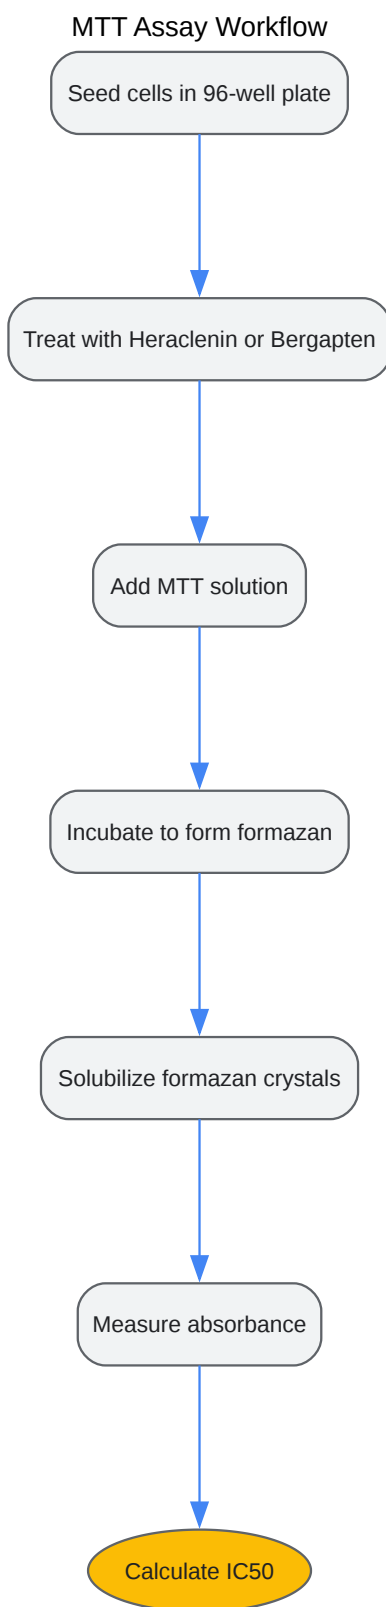 MTT Assay Workflow
Seed cells in 96-well plate
Treat with Heraclenin or Bergapten
Add MTT solution
Incubate to form formazan
Solubilize formazan crystals
Measure absorbance
Calculate IC50